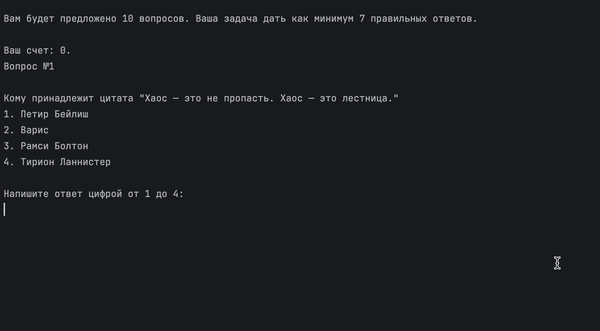 Вам будет предложено 10 вопросов. Ваша задача дать как минимум 7 правильных ответов.
Ваш счет: 0.
Вопрос №1
Кому принадлежит цитата "Хаос — это не пропасть. Хаос — это лестница."
1. Петир Бейлиш
2. Варис
3. Рамси Болтон
4. Тирион Ланнистер
Напишите ответ цифрой от 1 до 4: